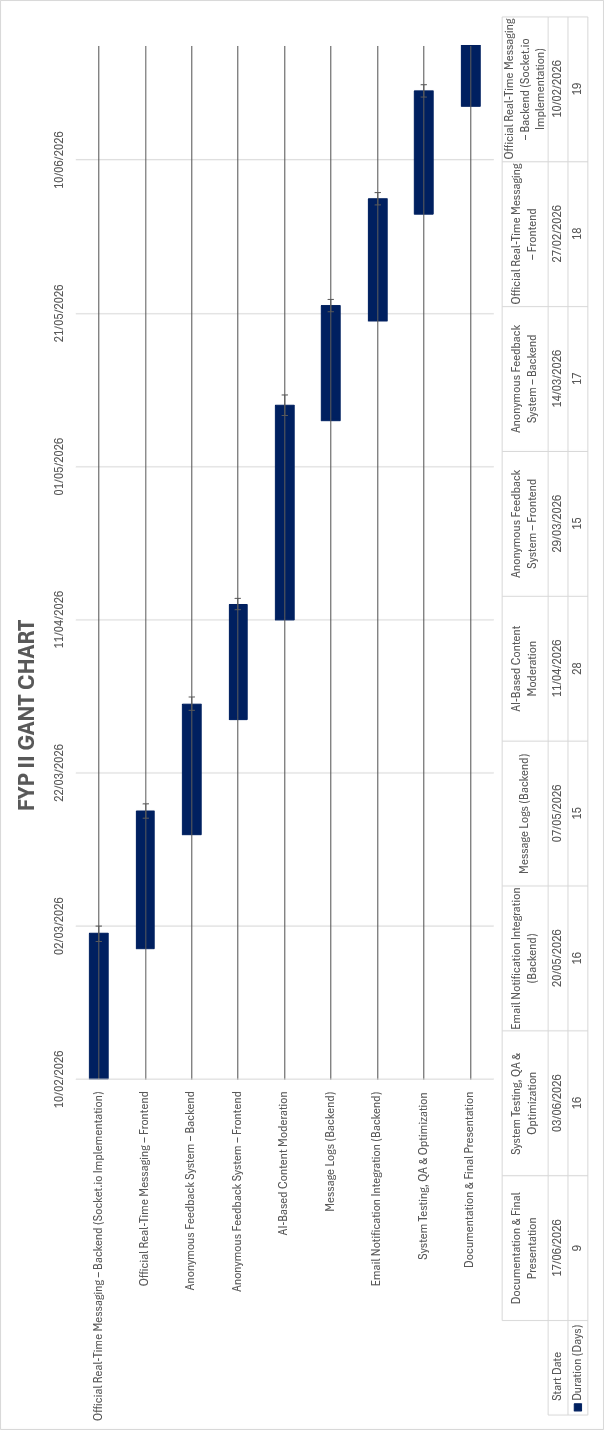 FYP II GANT CHART
10/02/2026
02/03/2026
22/03/2026
11/04/2026
01/05/2026
21/05/2026
10/06/2026
Official Real-Time Messaging – Backend (Socket.io Implementation)
Official Real-Time Messaging – Frontend
Anonymous Feedback System – Backend
Anonymous Feedback System – Frontend
AI-Based Content Moderation
Message Logs (Backend)
Email Notification Integration (Backend)
System Testing, QA & Optimization
Documentation & Final Presentation
Documentation & Final
Presentation
System Testing, QA &
Optimization
Email Notification Integration
(Backend)
Message Logs (Backend)
AI-Based Content
Moderation
Anonymous Feedback
System – Frontend
Anonymous Feedback
System – Backend
Official Real-Time Messaging
– Frontend
Official Real-Time Messaging
– Backend (Socket.io
Implementation)
Start Date
17/06/2026
03/06/2026
20/05/2026
07/05/2026
11/04/2026
29/03/2026
14/03/2026
27/02/2026
10/02/2026
Duration (Days)
9
16
16
15
28
15
17
18
19